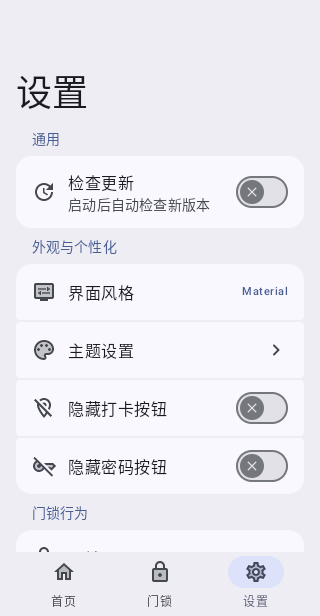 设置
通用
检查更新
启动后自动检查新版本
外观与个性化
界面风格
Material
主题设置
隐藏打卡按钮
隐藏密码按钮
门锁行为
首页
门锁
设置